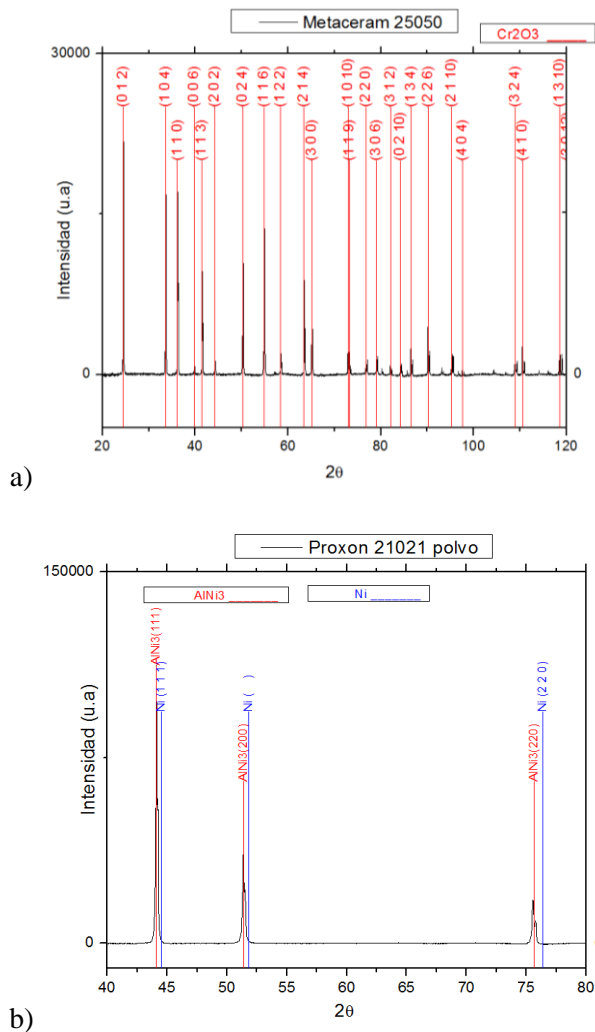 Metaceram 25050
Cr2O3
30000
(0 1 2)
(1 0 4)
(1 1 0)
(0 0 6)
(1 1 3)
(2 0 2)
(0 2 4)
(1 1 6)
(1 2 2)
(2 1 4)
(3 0 0)
(1 0 10)
(1 1 9)
(2 2 0)
(3 0 6)
(3 1 2)
(0 2 10)
(1 3 4)
(2 2 6)
(2 1 10)
(4 0 4)
(3 2 4)
(4 1 0)
(1 3 10)
Intensidad (u.a)
0
0
20
40
60
80
100
120
2θ
a)
Proxon 21021 polvo
150000
AlNi3
Ni
AlNi3(111)
Ni (1 1 1)
AlNi3(200)
Ni ( )
AlNi3(220)
Ni (2 2 0)
Intensidad (u.a)
0
40
45
50
55
60
65
70
75
80
2θ
b)